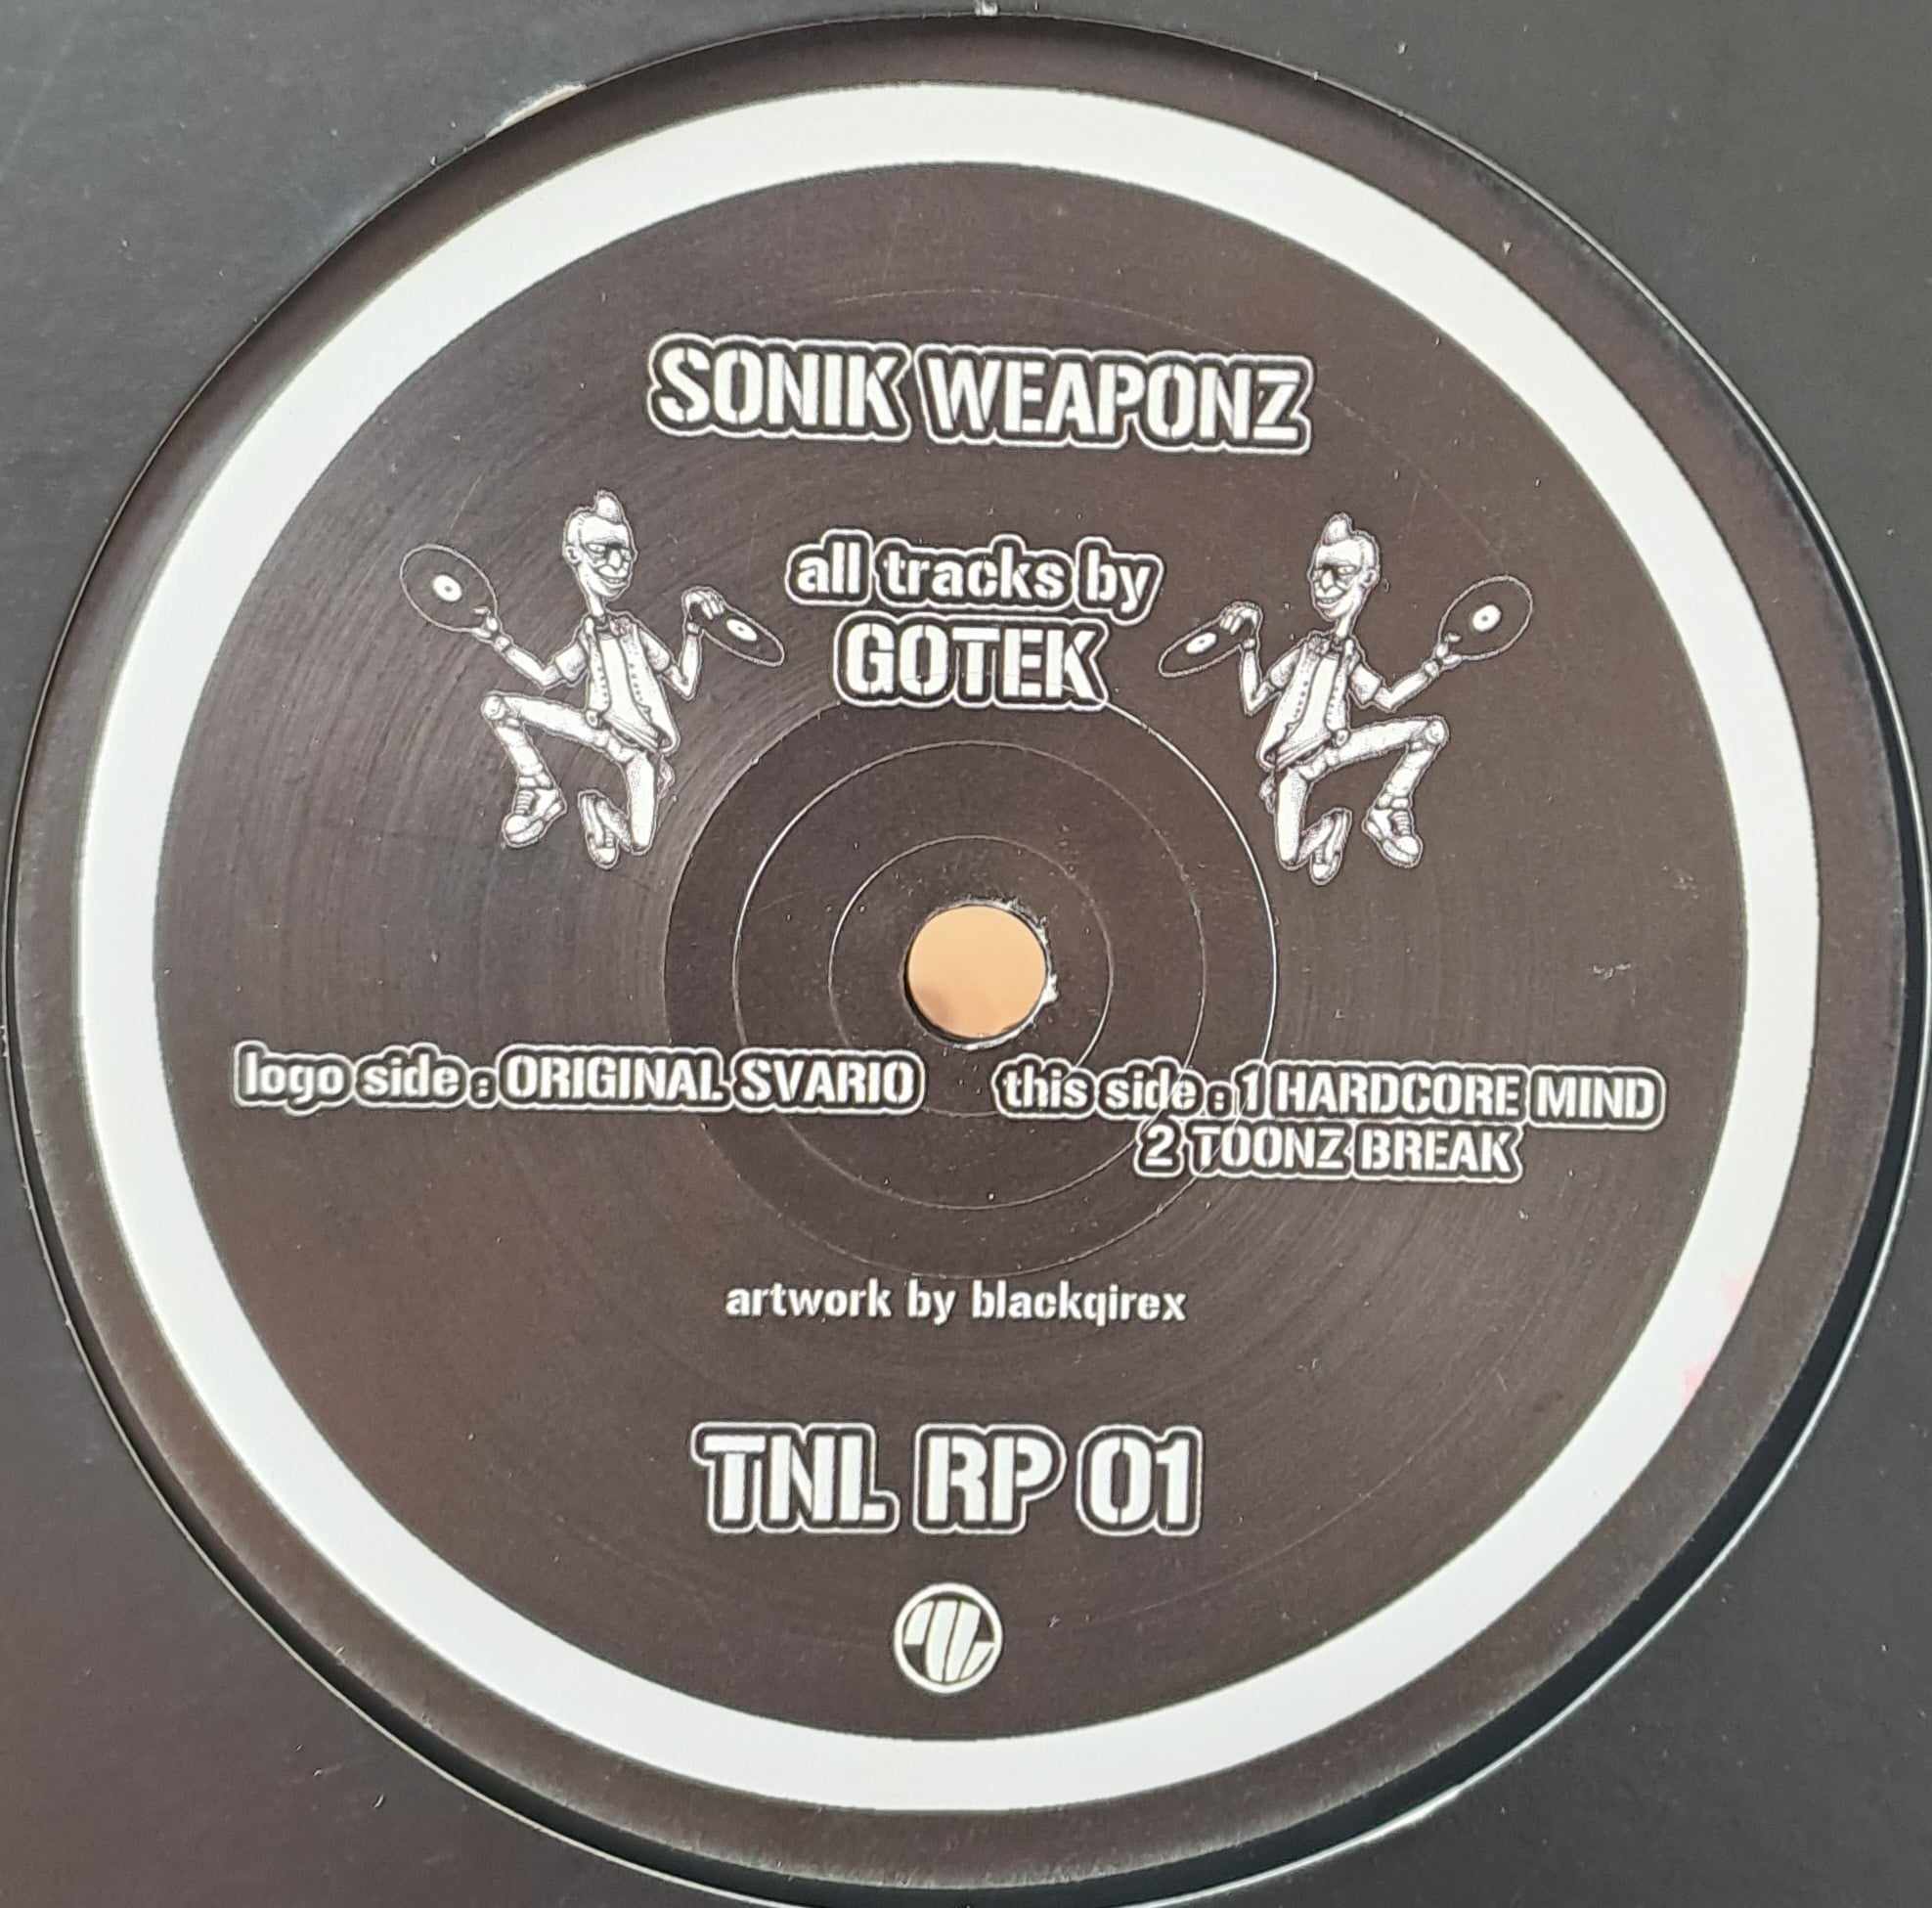 SONIK WEAPONZ
all tracks by
GOTEK
logo side : ORIGINAL SVARIO
this side : 1 HARDCORE MIND
2 TOONZ BREAK
artwork by blackqirex
TNL RP 01